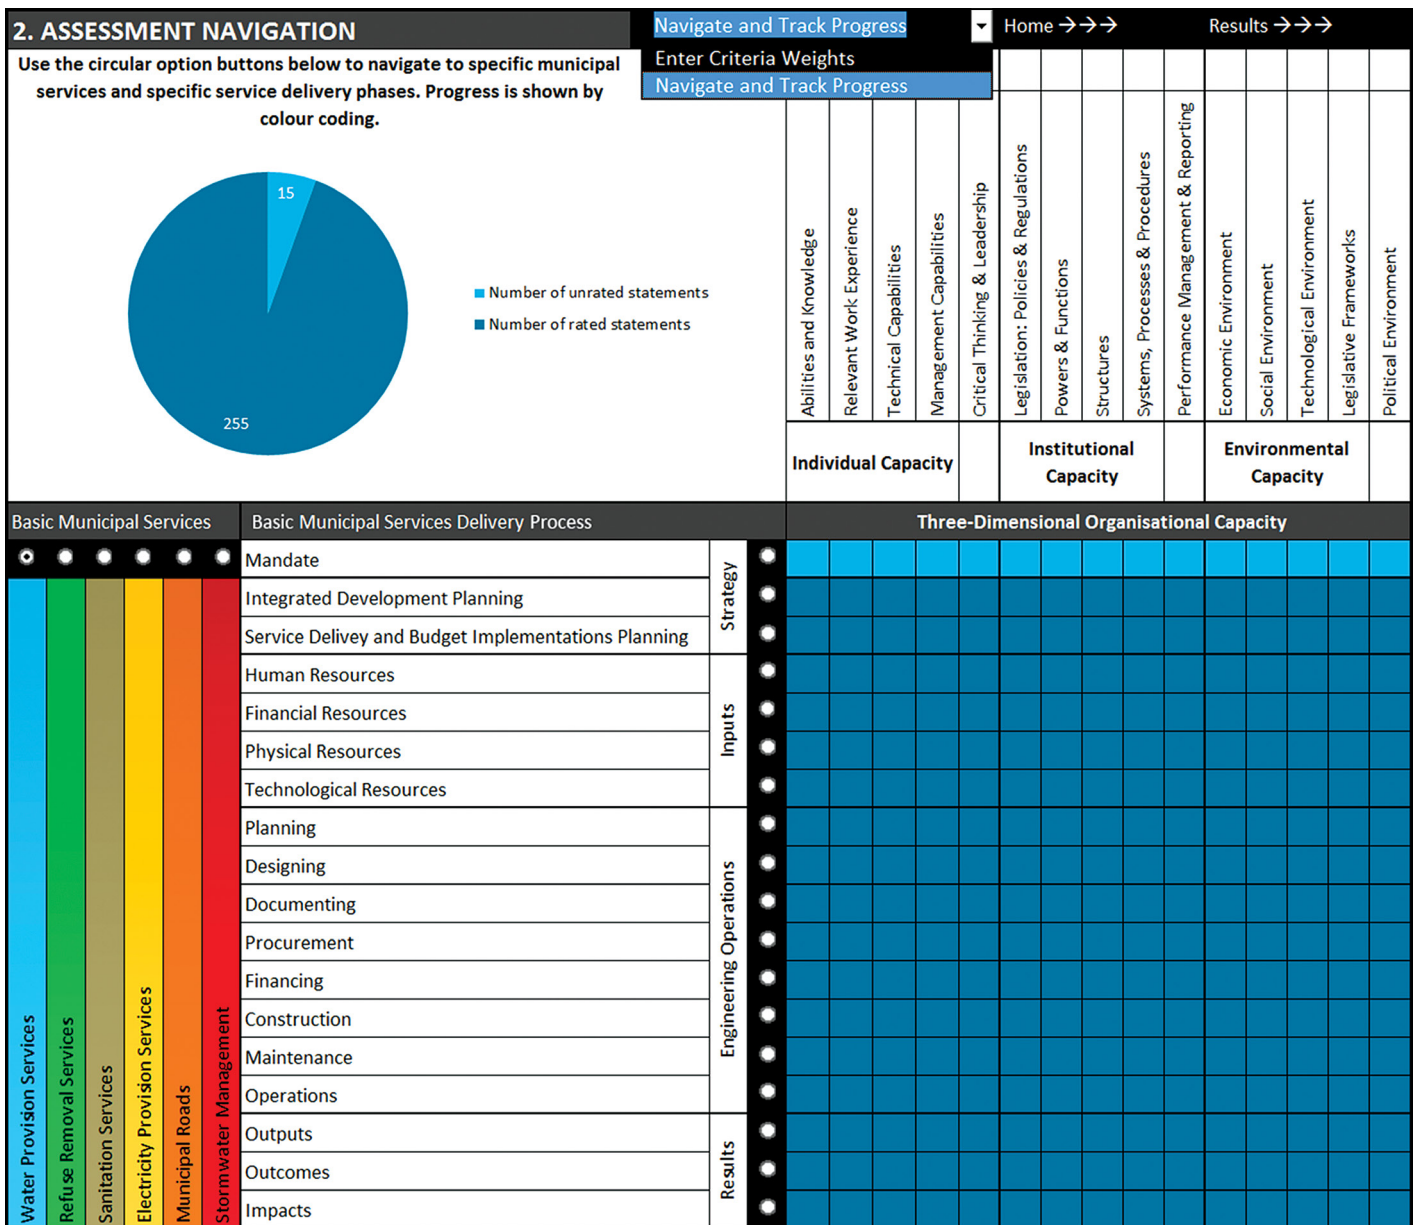 2. ASSESSMENT NAVIGATION
Navigate and Track Progress
Home →→→
Results →→→
Enter Criteria Weights
Navigate and Track Progress
Use the circular option buttons below to navigate to specific municipal
services and specific service delivery phases. Progress is shown by
colour coding.
15
255
Number of unrated statements
Number of rated statements
Abilities and Knowledge
Relevant Work Experience
Technical Capabilities
Management Capabilities
Critical Thinking & Leadership
Legislation: Policies & Regulations
Powers & Functions
Structures
Systems, Processes & Procedures
Performance Management & Reporting
Economic Environment
Social Environment
Technological Environment
Legislative Frameworks
Political Environment
Individual Capacity
Institutional
Capacity
Environmental
Capacity
Basic Municipal Services
Basic Municipal Services Delivery Process
Three-Dimensional Organisational Capacity
Mandate
Integrated Development Planning
Service Delivey and Budget Implementations Planning
Strategy
Human Resources
Financial Resources
Physical Resources
Technological Resources
Inputs
Planning
Designing
Documenting
Procurement
Financing
Construction
Maintenance
Operations
Engineering Operations
Outputs
Outcomes
Impacts
Results
Water Provision Services
Refuse Removal Services
Sanitation Services
Electricity Provision Services
Municipal Roads
Stormwater Management